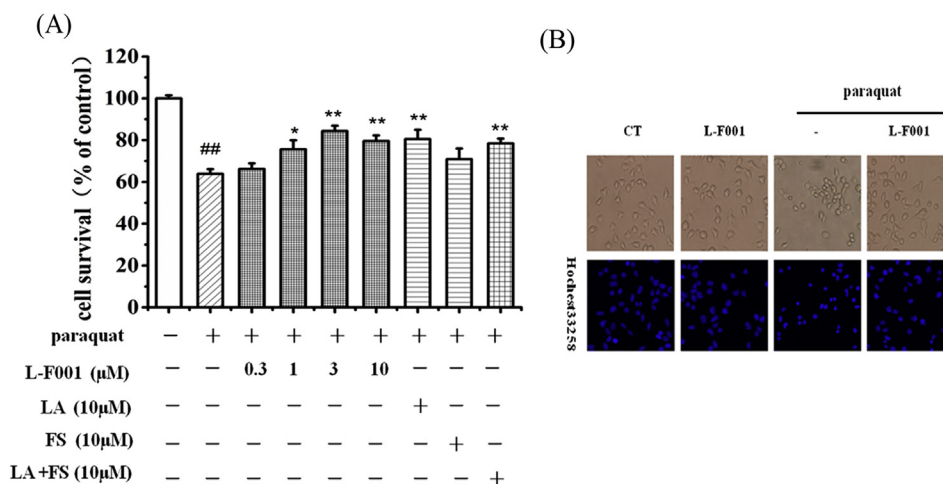 (A)
120
100
80
60
40
20
0
cell survival (% of control)
##
*
**
**
**
**
paraquat − + + + + + + + +
L-F001 (μM) − − 0.3 1 3 10 − − −
LA (10μM) − − − − − − + − −
FS (10μM) − − − − − − − + −
LA +FS (10μM) − − − − − − − − +
(B)
paraquat
CT L-F001 - L-F001
Hochest33258